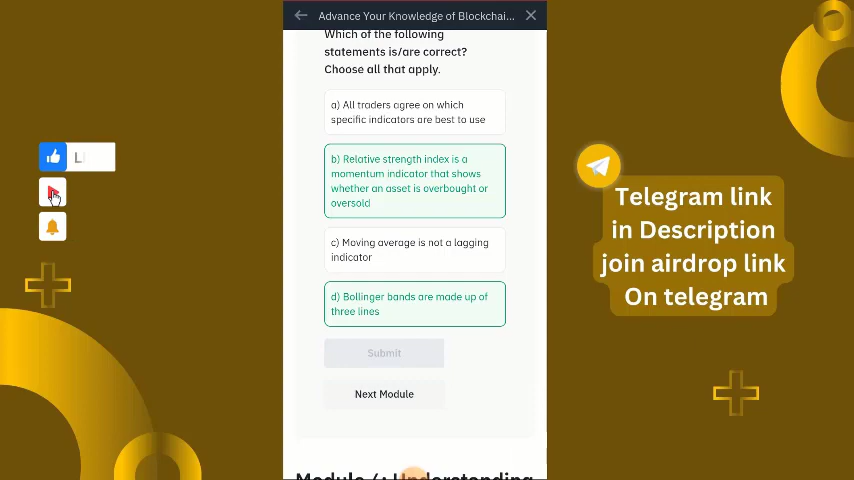 Advance Your Knowledge of Blockchai...
Which of the following
statements is/are correct?
Choose all that apply.
a) All traders agree on which
specific indicators are best to use
b) Relative strength index is a
momentum indicator that shows
whether an asset is overbought or
oversold
c) Moving average is not a lagging
indicator
d) Bollinger bands are made up of
three lines
Submit
Next Module
Module 4: Understanding
L
Telegram link
in Description
join airdrop link
On telegram